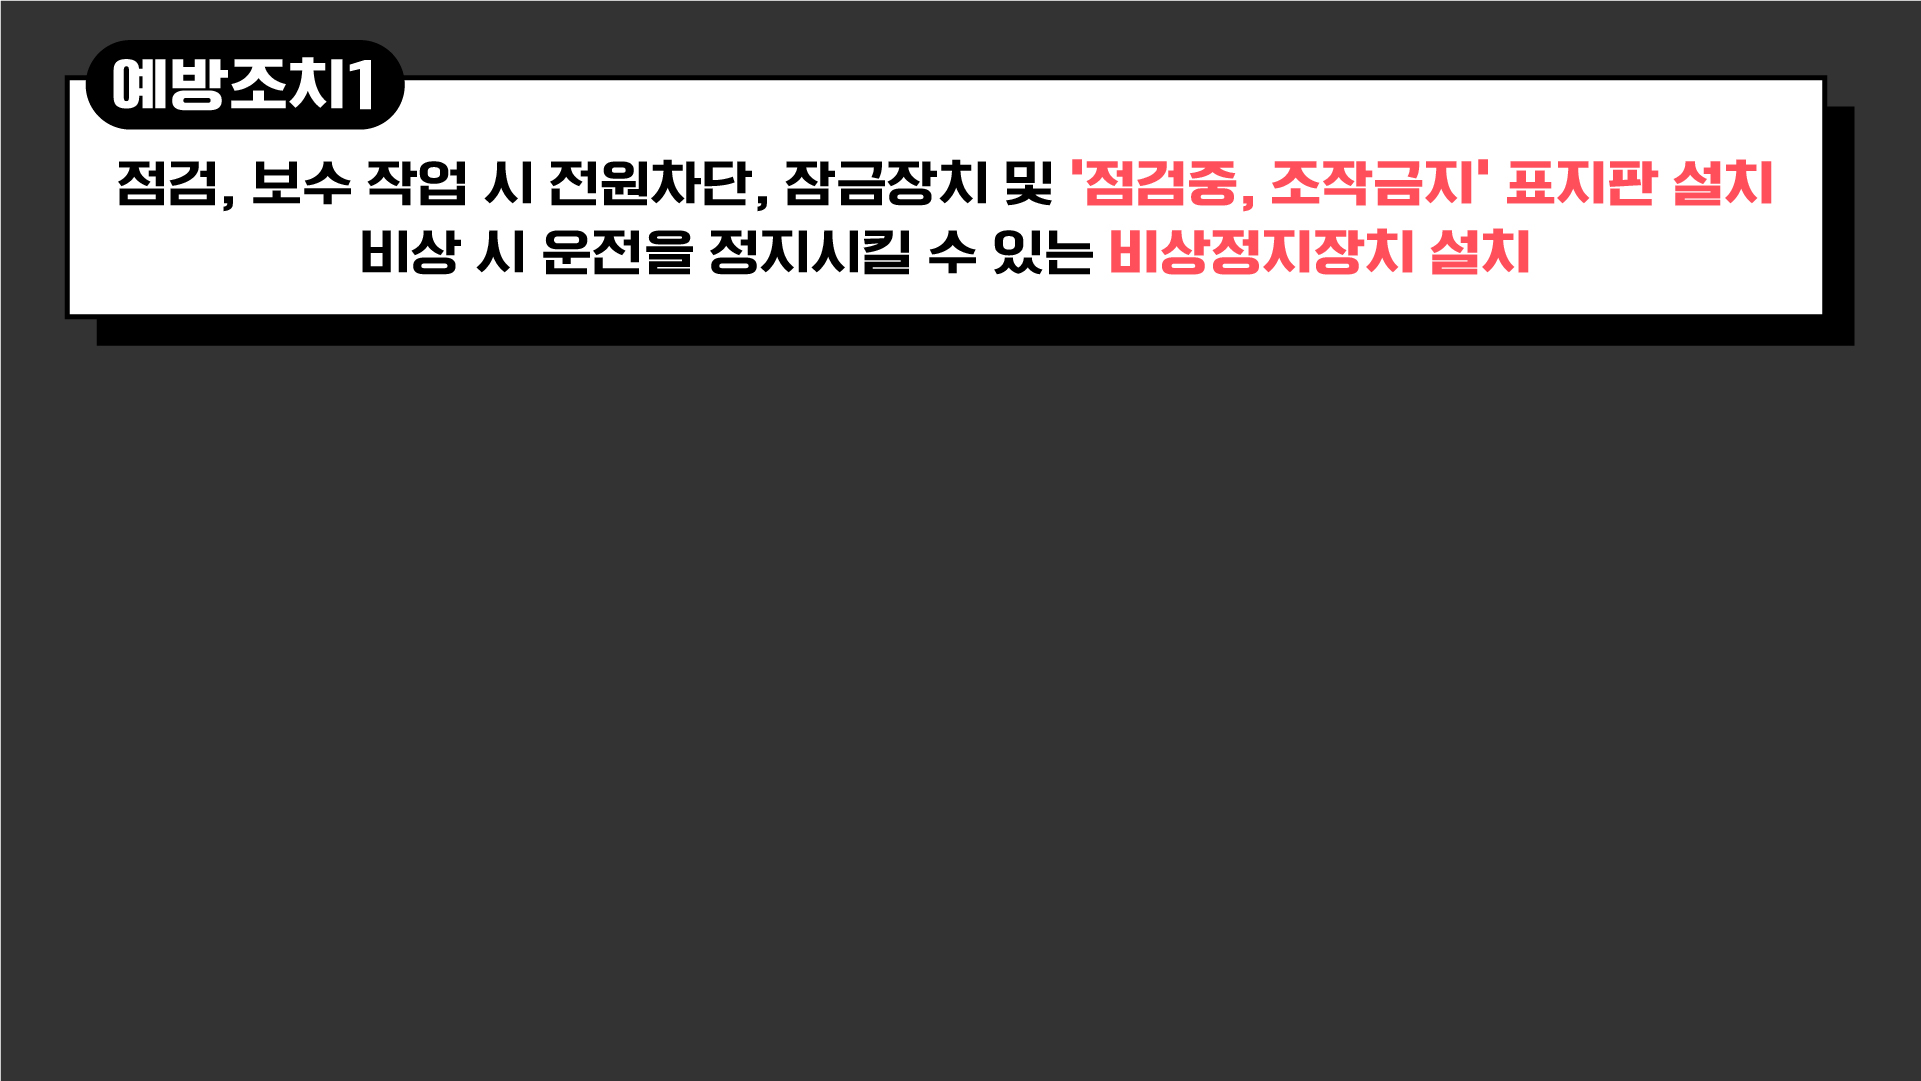 예방조치1
점검, 보수 작업 시 전원차단, 잠금장치 및 '점검중, 조작금지' 표지판 설치
비상 시 운전을 정지시킬 수 있는 비상정지장치 설치